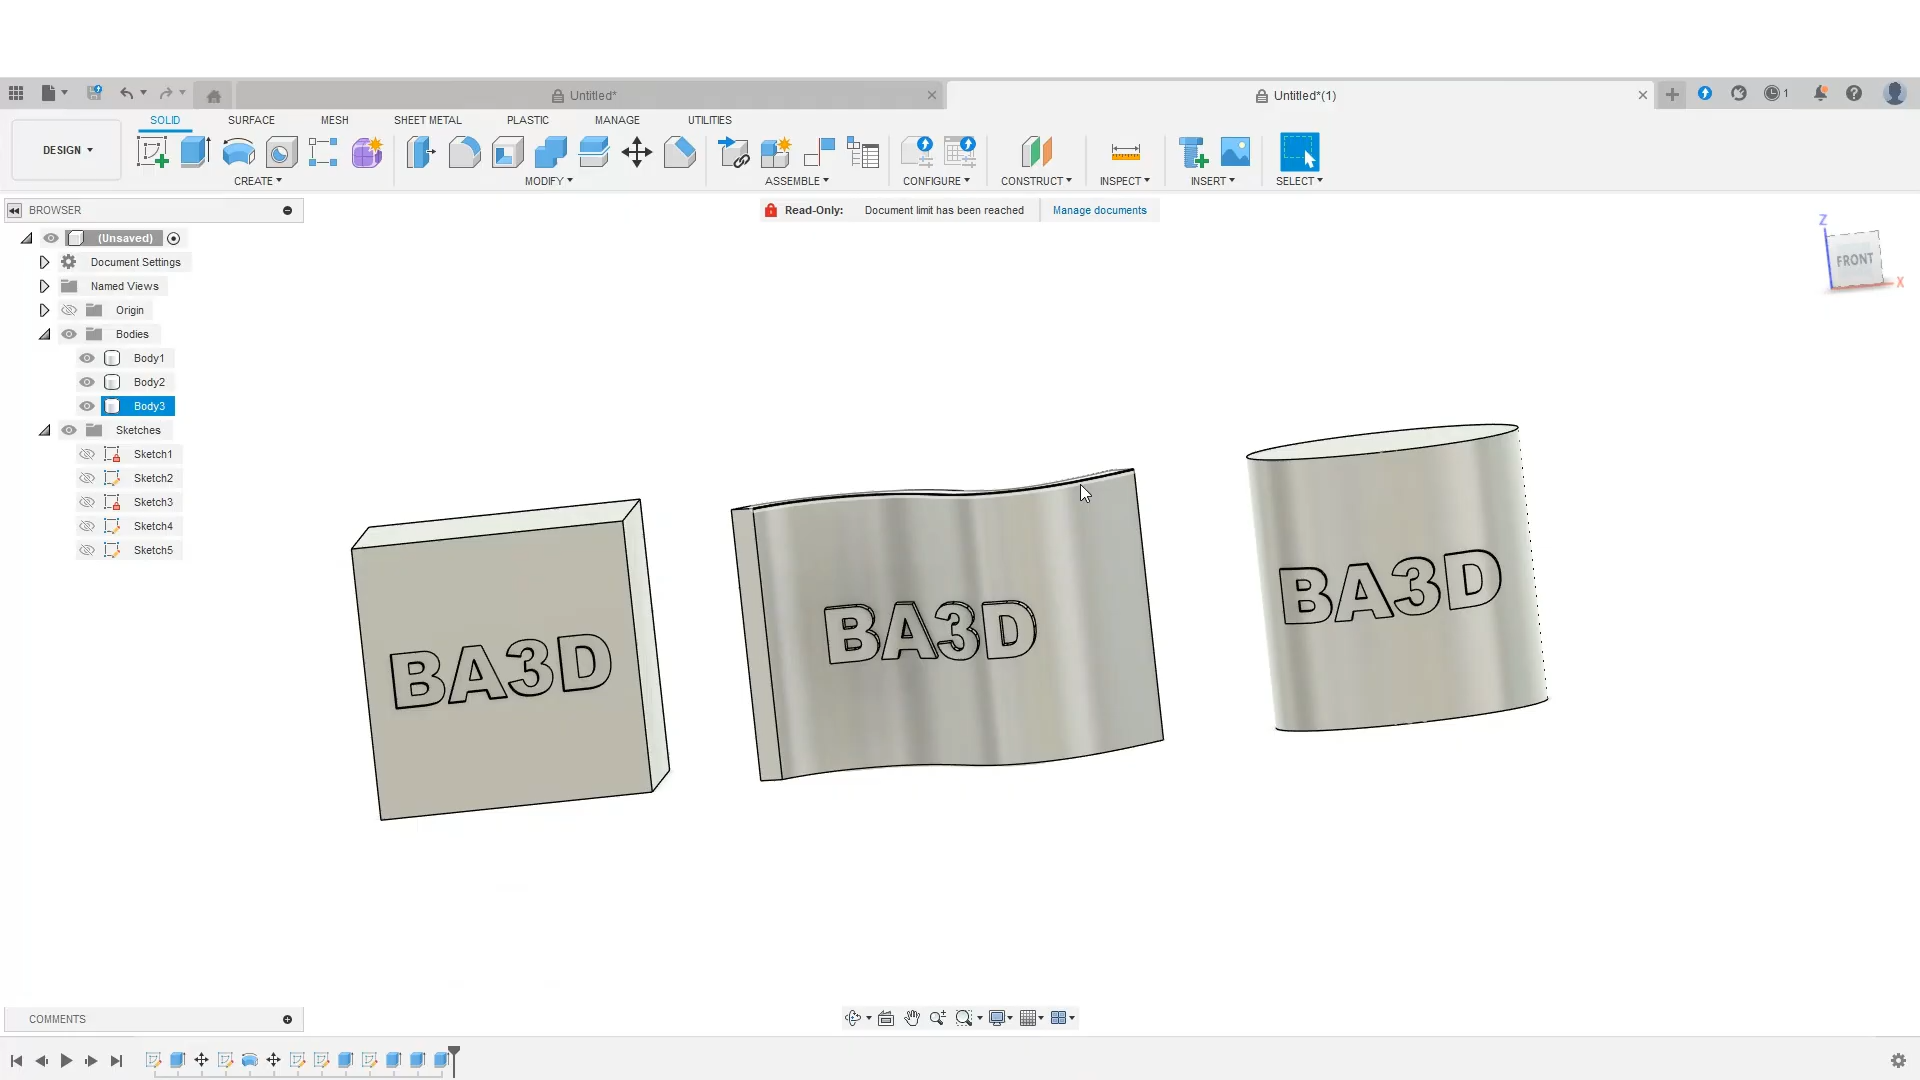 Untitled*
Untitled*(1)
1
DESIGN
SOLID
SURFACE
MESH
SHEET METAL
PLASTIC
MANAGE
UTILITIES
CREATE
MODIFY
ASSEMBLE
CONFIGURE
CONSTRUCT
INSPECT
INSERT
SELECT
BROWSER
Read-Only: Document limit has been reached Manage documents
(Unsaved)
Document Settings
Named Views
Origin
Bodies
Body1
Body2
Body3
Sketches
Sketch1
Sketch2
Sketch3
Sketch4
Sketch5
Z
FRONT
X
BA3D
BA3D
BA3D
COMMENTS